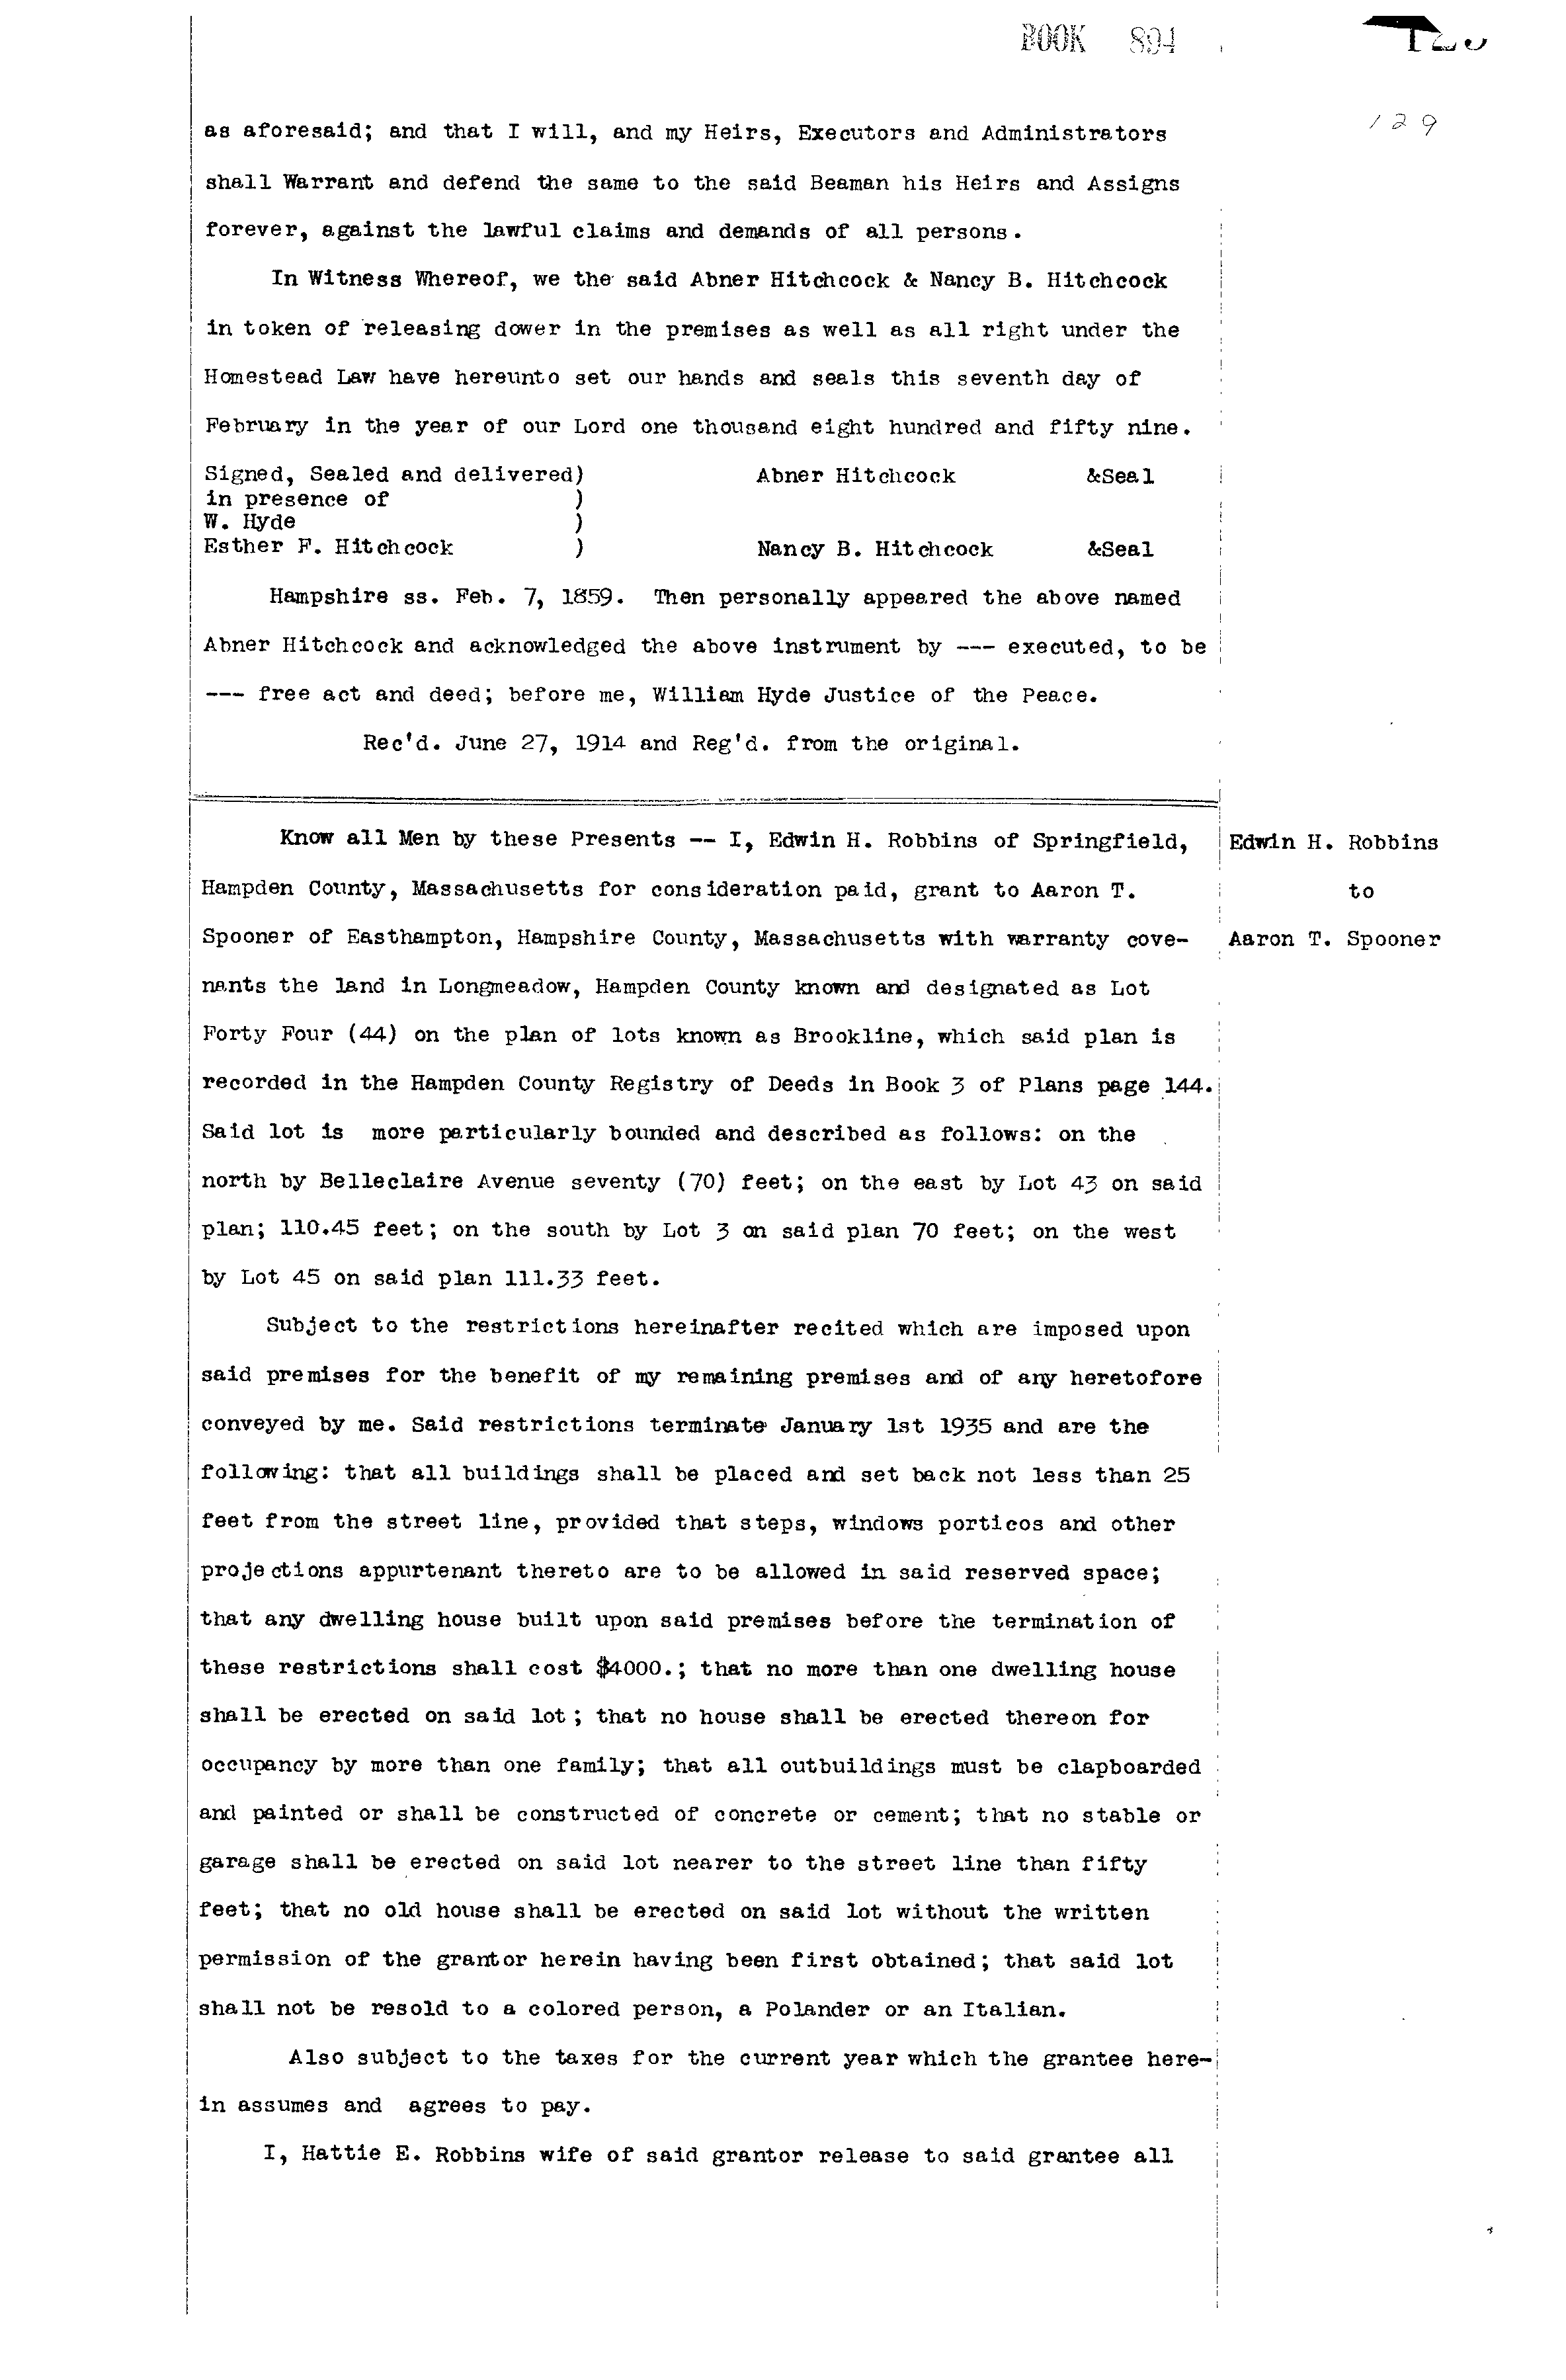 BOOK 894
129
as aforesaid; and that I will, and my Heirs, Executors and Administrators
shall Warrant and defend the same to the said Beaman his Heirs and Assigns
forever, against the lawful claims and demands of all persons.
In Witness Whereof, we the said Abner Hitchcock & Nancy B. Hitchcock
in token of releasing dower in the premises as well as all right under the
Homestead Law have hereunto set our hands and seals this seventh day of
February in the year of our Lord one thousand eight hundred and fifty nine.
Signed, Sealed and delivered) Abner Hitchcock &Seal
in presence of )
W. Hyde )
Esther F. Hitchcock ) Nancy B. Hitchcock &Seal
Hampshire ss. Feb. 7, 1859. Then personally appeared the above named
Abner Hitchcock and acknowledged the above instrument by --- executed, to be
--- free act and deed; before me, William Hyde Justice of the Peace.
Rec'd. June 27, 1914 and Reg'd. from the original.
Know all Men by these Presents -- I, Edwin H. Robbins of Springfield,
Hampden County, Massachusetts for consideration paid, grant to Aaron T.
Spooner of Easthampton, Hampshire County, Massachusetts with warranty cove-
nants the land in Longmeadow, Hampden County known and designated as Lot
Forty Four (44) on the plan of lots known as Brookline, which said plan is
recorded in the Hampden County Registry of Deeds in Book 3 of Plans page 144.
Said lot is more particularly bounded and described as follows: on the
north by Belleclaire Avenue seventy (70) feet; on the east by Lot 43 on said
plan; 110.45 feet; on the south by Lot 3 on said plan 70 feet; on the west
by Lot 45 on said plan 111.33 feet.
Subject to the restrictions hereinafter recited which are imposed upon
said premises for the benefit of my remaining premises and of any heretofore
conveyed by me. Said restrictions terminate January 1st 1935 and are the
following: that all buildings shall be placed and set back not less than 25
feet from the street line, provided that steps, windows porticos and other
projections appurtenant thereto are to be allowed in said reserved space;
that any dwelling house built upon said premises before the termination of
these restrictions shall cost $4000.; that no more than one dwelling house
shall be erected on said lot; that no house shall be erected thereon for
occupancy by more than one family; that all outbuildings must be clapboarded
and painted or shall be constructed of concrete or cement; that no stable or
garage shall be erected on said lot nearer to the street line than fifty
feet; that no old house shall be erected on said lot without the written
permission of the grantor herein having been first obtained; that said lot
shall not be resold to a colored person, a Polander or an Italian.
Also subject to the taxes for the current year which the grantee here-
in assumes and agrees to pay.
I, Hattie E. Robbins wife of said grantor release to said grantee all
Edwin H. Robbins
to
Aaron T. Spooner